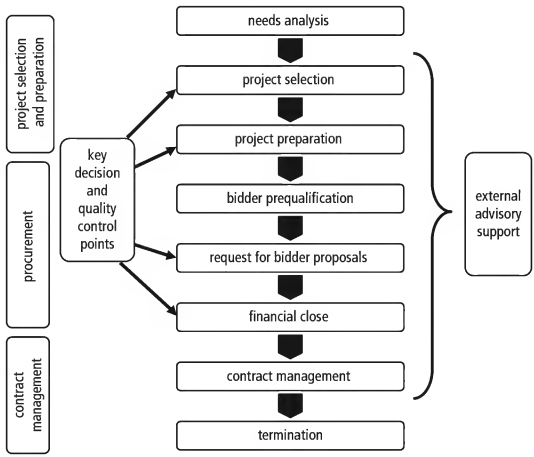 needs analysis
project selection
project preparation
bidder prequalification
request for bidder proposals
financial close
contract management
termination
project selection
and preparation
procurement
contract
management
key
decision
and
quality
control
points
external
advisory
support